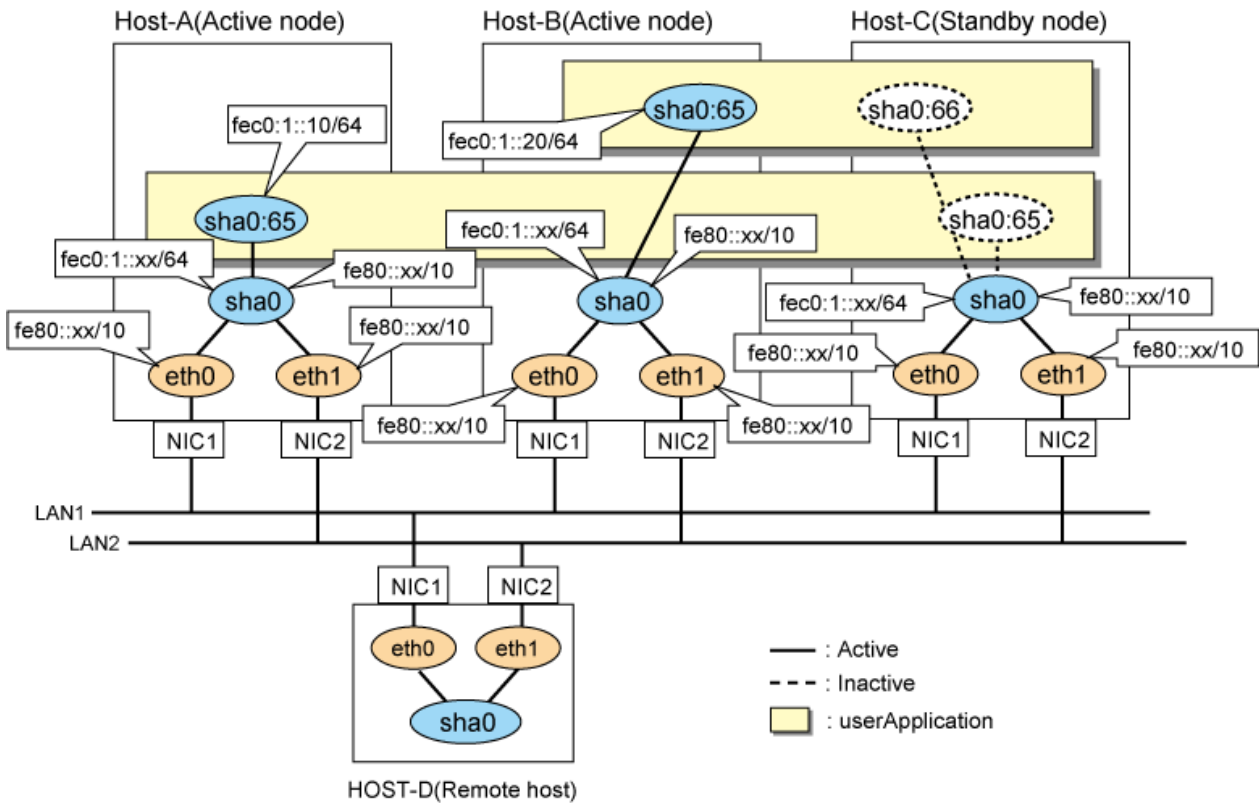 Host-A(Active node)
Host-B(Active node)
Host-C(Standby node)
sha0:65
sha0:66
fec0:1::10/64
fec0:1::20/64
sha0:65
sha0:65
fec0:1::xx/64
fe80::xx/10
fec0:1::xx/64
fe80::xx/10
sha0
sha0
sha0
fec0:1::xx/64
fe80::xx/10
fe80::xx/10
fe80::xx/10
fe80::xx/10
fe80::xx/10
eth0
eth1
eth0
eth1
eth0
eth1
fe80::xx/10
fe80::xx/10
NIC1
NIC2
NIC1
NIC2
NIC1
NIC2
LAN1
LAN2
NIC1
NIC2
eth0
eth1
sha0
HOST-D(Remote host)
: Active
: Inactive
: userApplication